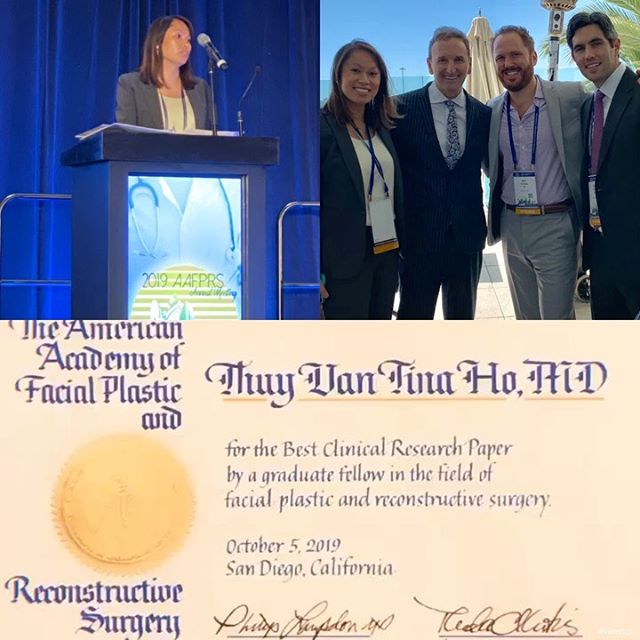 2019 AAFPRS
Annual Meeting
The American
Academy of
Facial Plastic
and
Reconstructive
Surgery
Thuy Van Tina Ho, MD
for the Best Clinical Research Paper
by a graduate fellow in the field of
facial plastic and reconstructive surgery.
October 5, 2019
San Diego, California